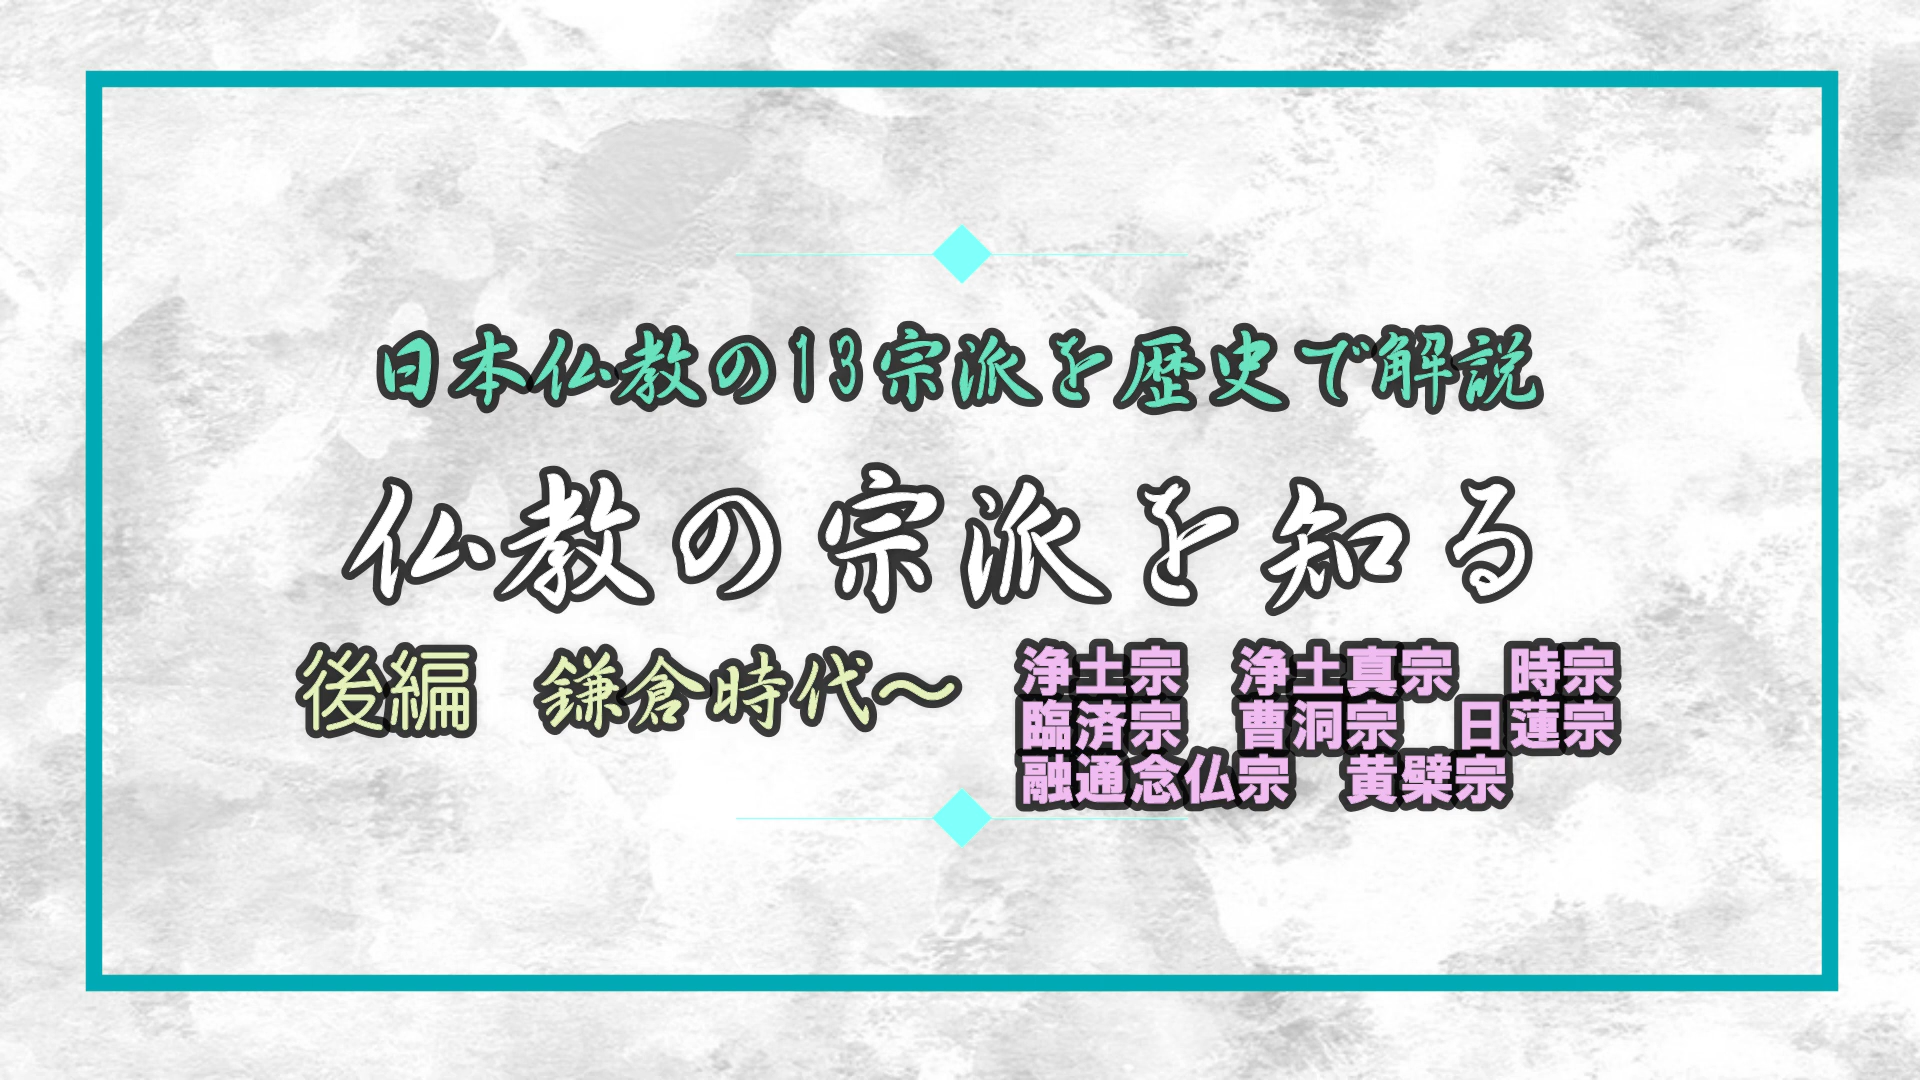 日本仏教の13宗派を歴史で解説
仏教の宗派を知る
後編　鎌倉時代〜
浄土宗　浄土真宗　時宗
臨済宗　曹洞宗　日蓮宗
融通念仏宗　黄檗宗